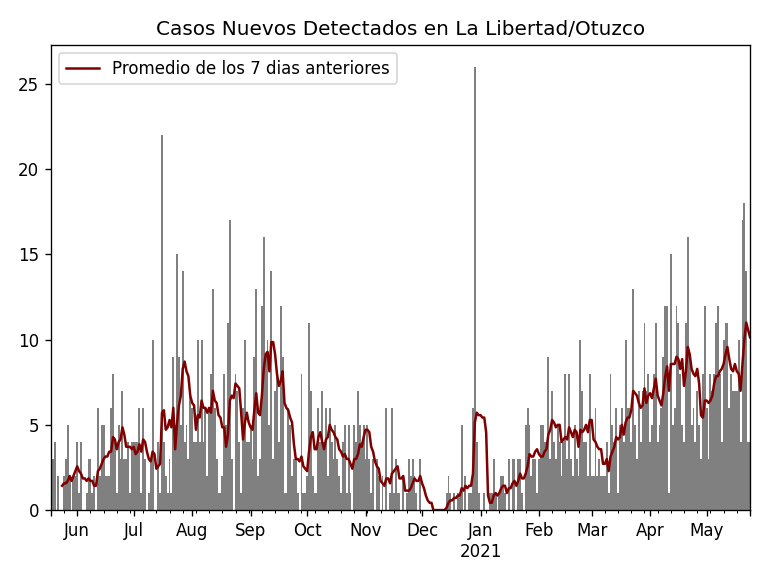 Casos Nuevos Detectados en La Libertad/Otuzco
Promedio de los 7 dias anteriores
25
20
15
10
5
0
Jun Jul Aug Sep Oct Nov Dec Jan Feb Mar Apr May
2021